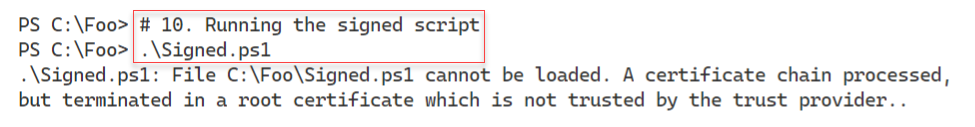 PS C:\Foo> # 10. Running the signed script
PS C:\Foo> .\Signed.ps1
.\Signed.ps1: File C:\Foo\Signed.ps1 cannot be loaded. A certificate chain processed,
but terminated in a root certificate which is not trusted by the trust provider..